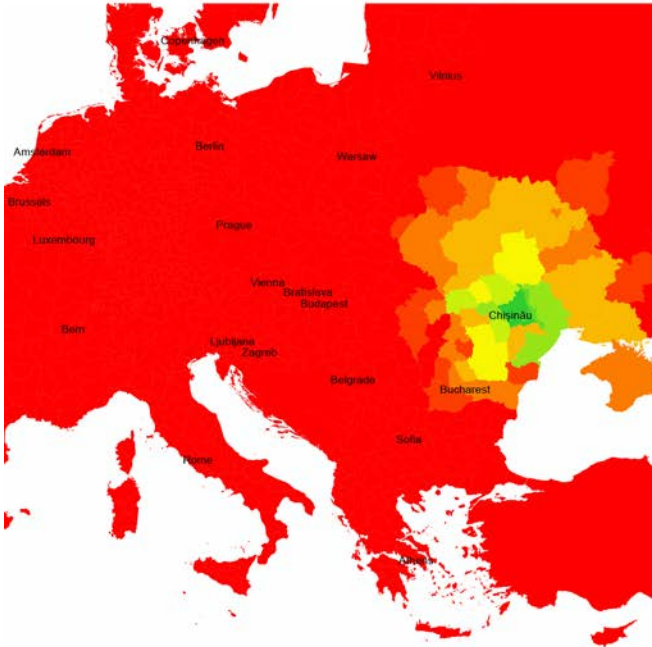 Copenhagen
Vilnius
Amsterdam
Berlin
Warsaw
Brussels
Prague
Luxembourg
Vienna
Bratislava
Budapest
Chişinău
Bern
Ljubljana
Zagreb
Belgrade
Bucharest
Sofia
Rome
Athens